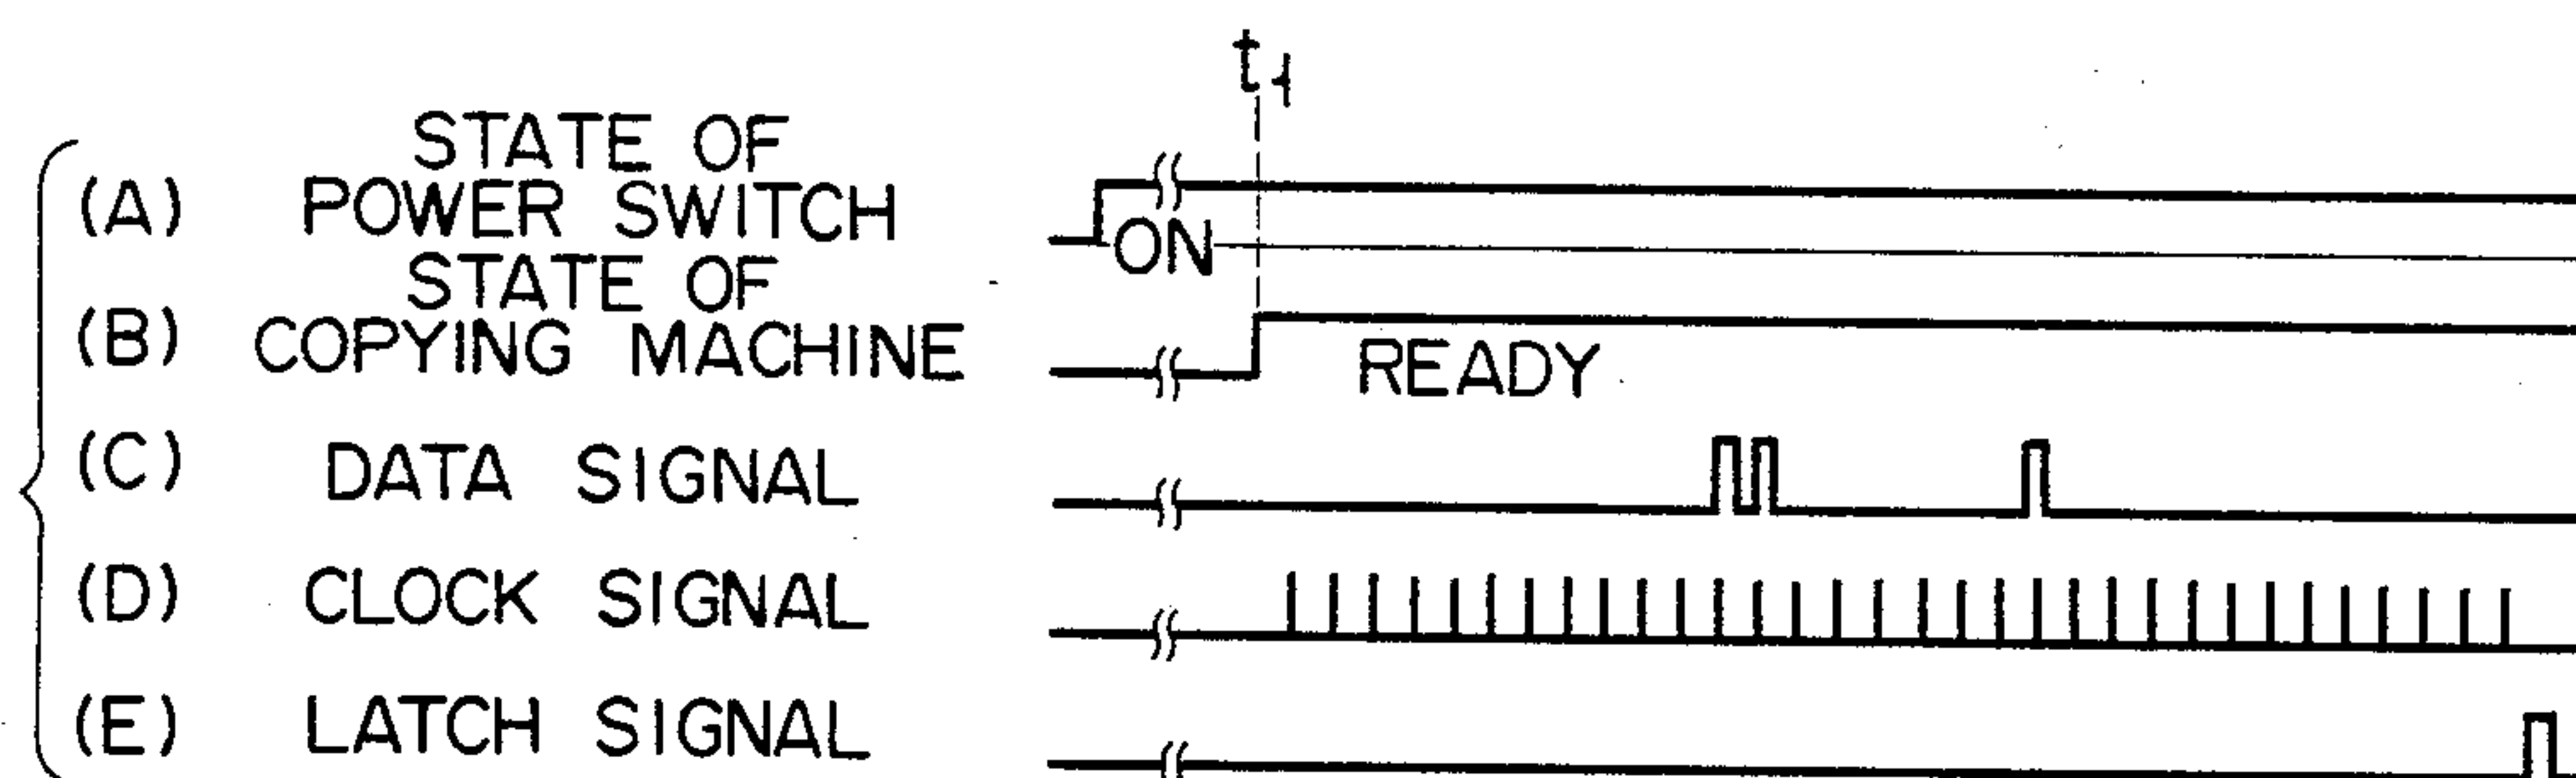 t1
STATE OF
(A) POWER SWITCH
ON
STATE OF
(B) COPYING MACHINE
READY
(C) DATA SIGNAL
(D) CLOCK SIGNAL
(E) LATCH SIGNAL